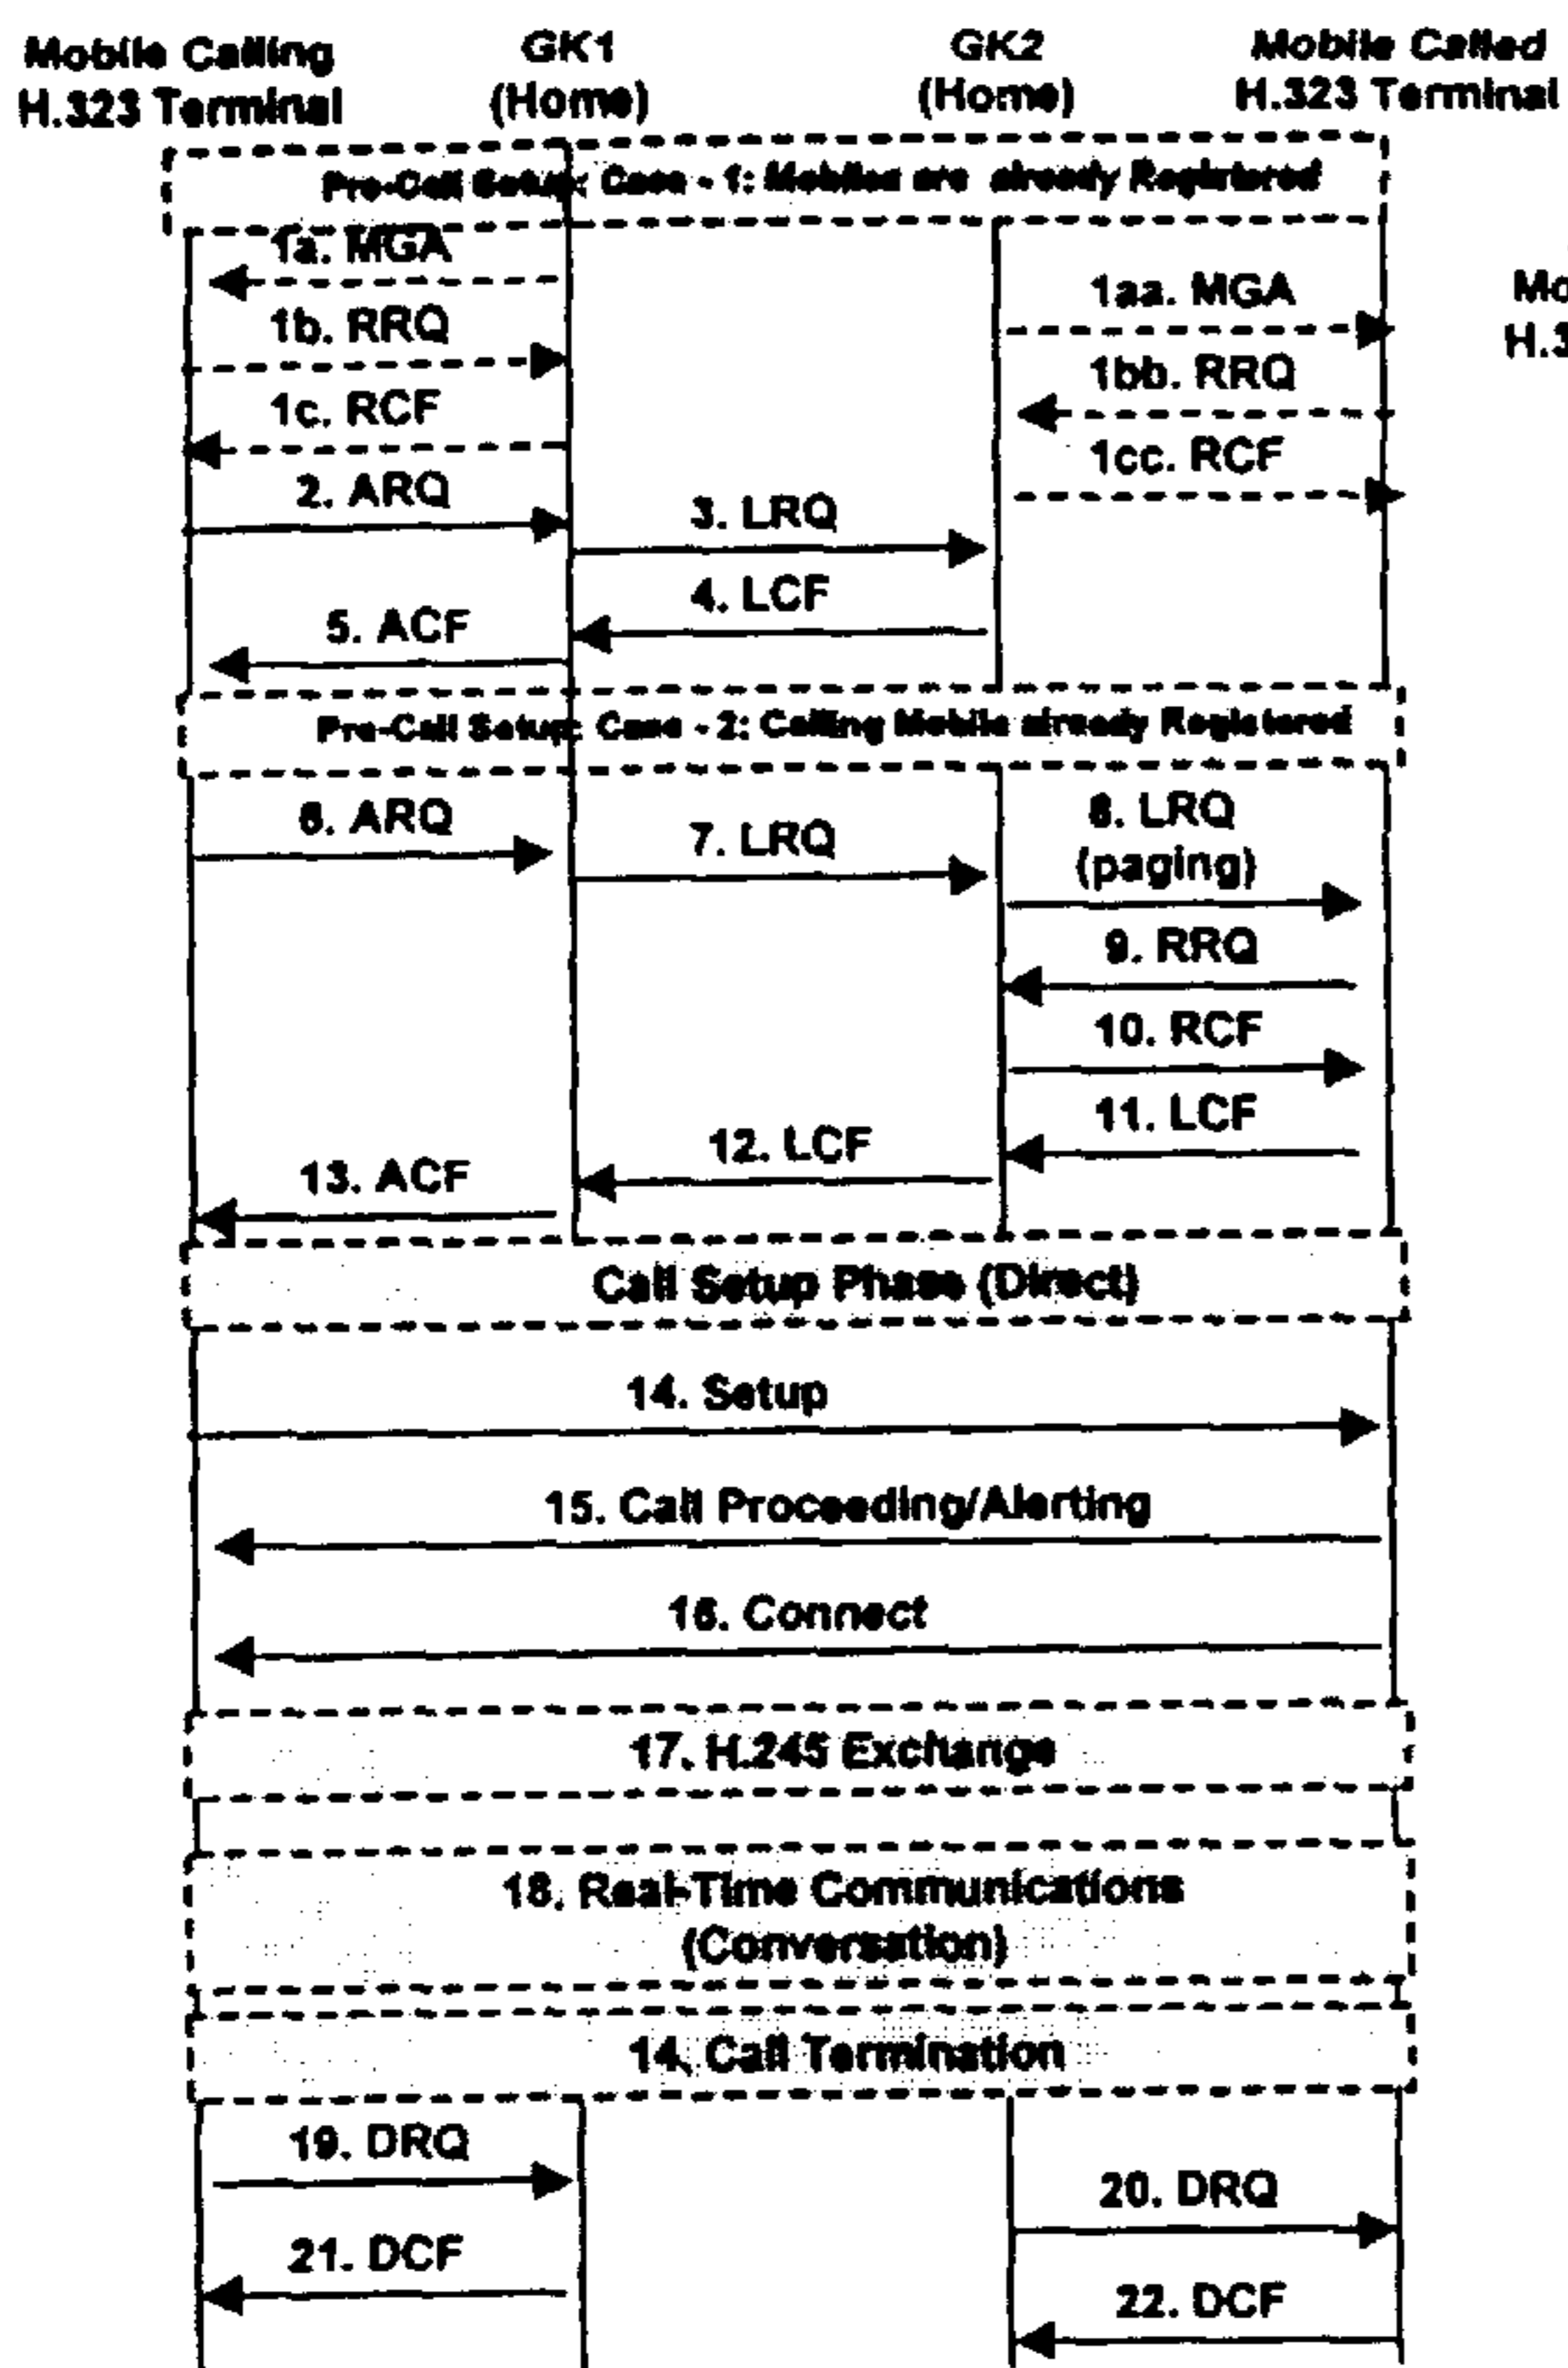 Mobile Calling
H.323 Terminal
GK1
(Home)
GK2
(Home)
Mobile Called
H.323 Terminal
Pre-Call Setup: Case - 1: Mobiles are already Registered
1a. MGA
1aa. MGA
1b. RRQ
1bb. RRQ
1c. RCF
1cc. RCF
2. ARQ
3. LRQ
4. LCF
5. ACF
Pre-Call Setup: Case - 2: Calling Mobile already Registered
6. ARQ
7. LRQ
8. LRQ
(paging)
9. RRQ
10. RCF
11. LCF
12. LCF
13. ACF
Call Setup Phase (Direct)
14. Setup
15. Call Proceeding/Alerting
16. Connect
17. H.245 Exchange
18. Real-Time Communications
(Conversation)
14. Call Termination
19. DRQ
20. DRQ
21. DCF
22. DCF
Mo
H.3